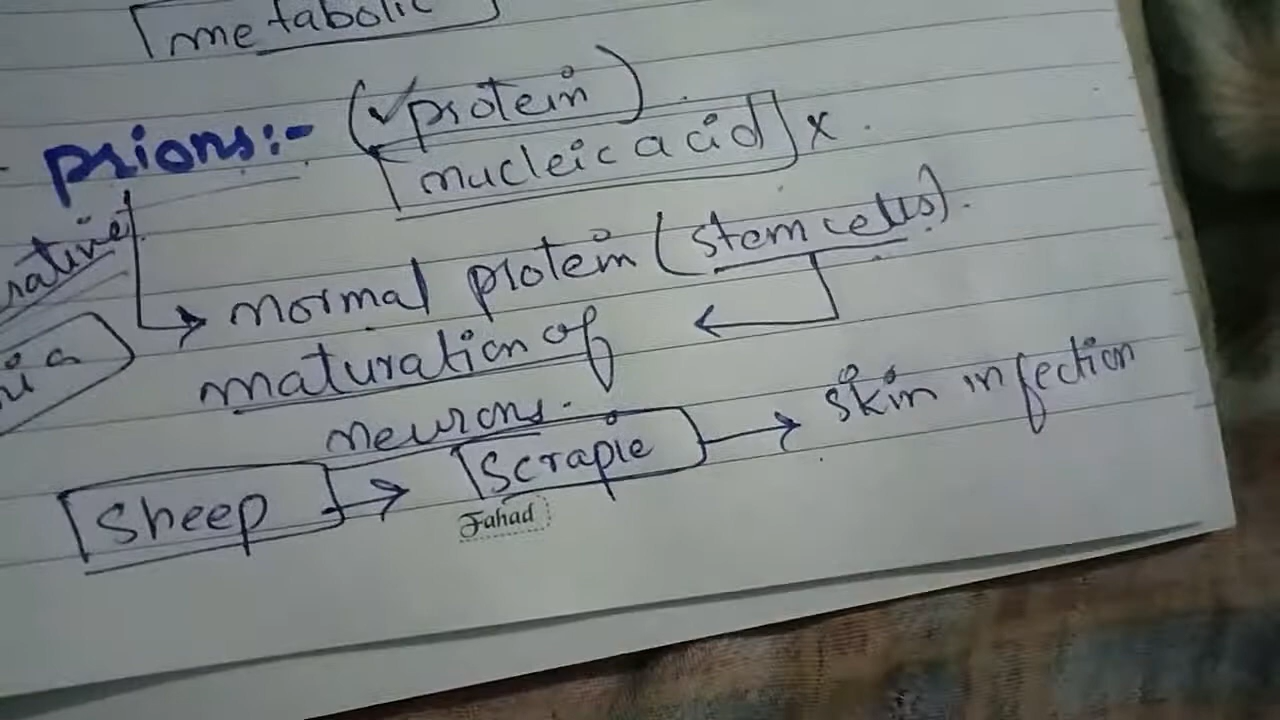 metabolic
prions:- (✓protein)
nucleic acid x.
normal protein (stem cells).
maturation of
neurons.
Sheep → Scrapie → skin infection
Fahad